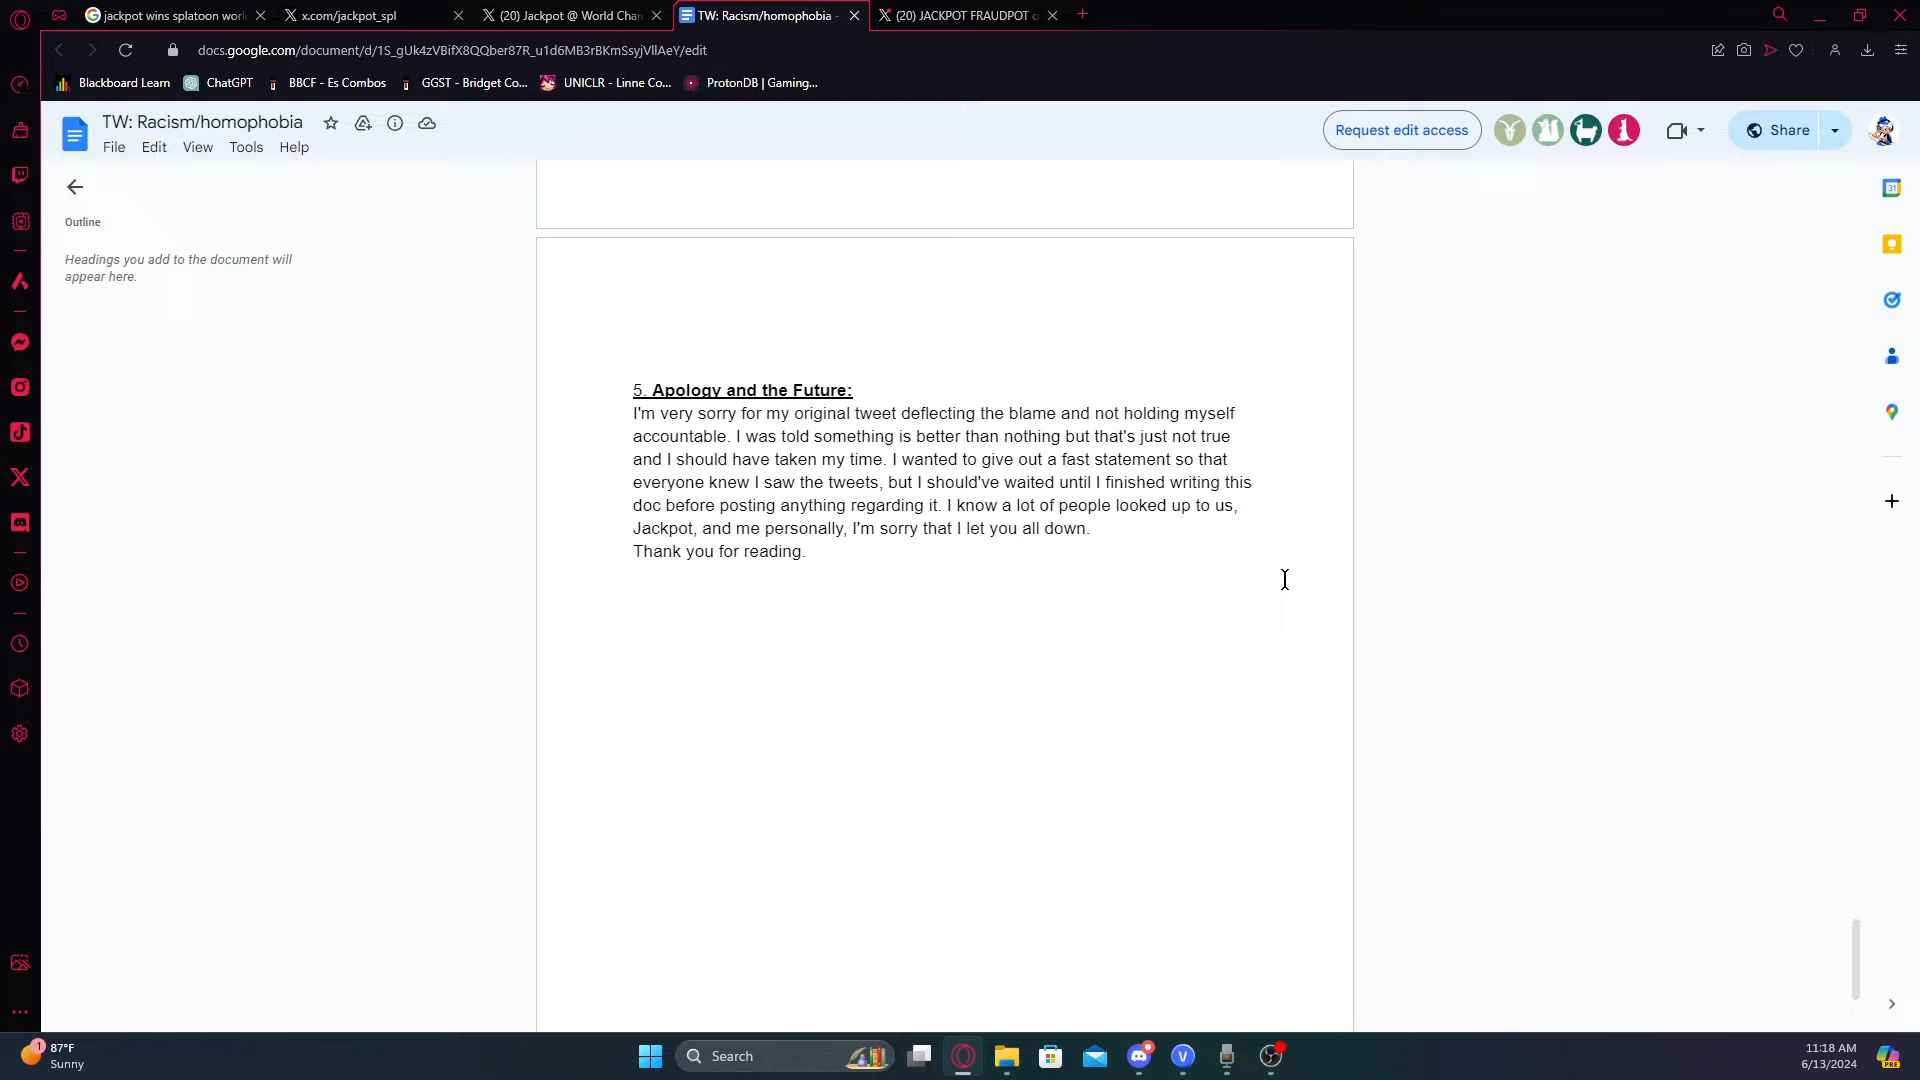 jackpot wins splatoon worl
x.com/jackpot_spl
(20) Jackpot @ World Chan
TW: Racism/homophobia -
(20) JACKPOT FRAUDPOT o
docs.google.com/document/d/1S_gUk4zVBifX8QQber87R_u1d6MB3rBKmSsyjVllAeY/edit
Blackboard Learn
ChatGPT
BBCF - Es Combos
GGST - Bridget Co...
UNICLR - Linne Co...
ProtonDB | Gaming...
TW: Racism/homophobia
File Edit View Tools Help
Request edit access
Share
Outline
Headings you add to the document will
appear here.
31
5. Apology and the Future:
I'm very sorry for my original tweet deflecting the blame and not holding myself
accountable. I was told something is better than nothing but that's just not true
and I should have taken my time. I wanted to give out a fast statement so that
everyone knew I saw the tweets, but I should've waited until I finished writing this
doc before posting anything regarding it. I know a lot of people looked up to us,
Jackpot, and me personally, I'm sorry that I let you all down.
Thank you for reading.
1
87°F
Sunny
Search
V
11:18 AM
6/13/2024
PRE